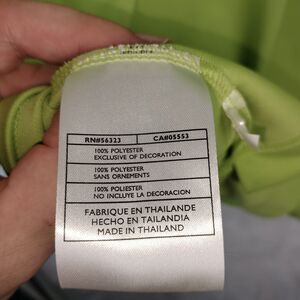 RN#56323 CA#05553
100% POLYESTER
EXCLUSIVE OF DECORATION
100% POLYESTER
SANS ORNEMENTS
100% POLIESTER
NO INCLUYE LA DECORACION
FABRIQUE EN THAILANDE
HECHO EN TAILANDIA
MADE IN THAILAND